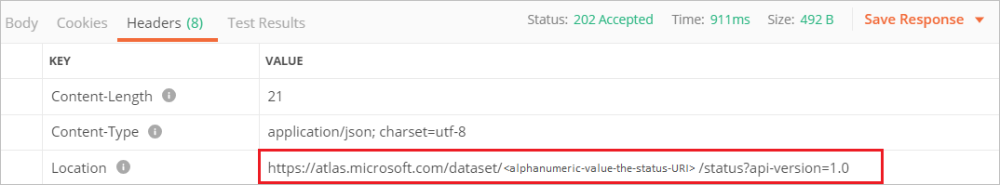 Body Cookies Headers (8) Test Results Status: 202 Accepted Time: 911ms Size: 492 B Save Response
KEY VALUE
Content-Length 21
Content-Type application/json; charset=utf-8
Location https://atlas.microsoft.com/dataset/<alphanumeric-value-the-status-URI> /status?api-version=1.0